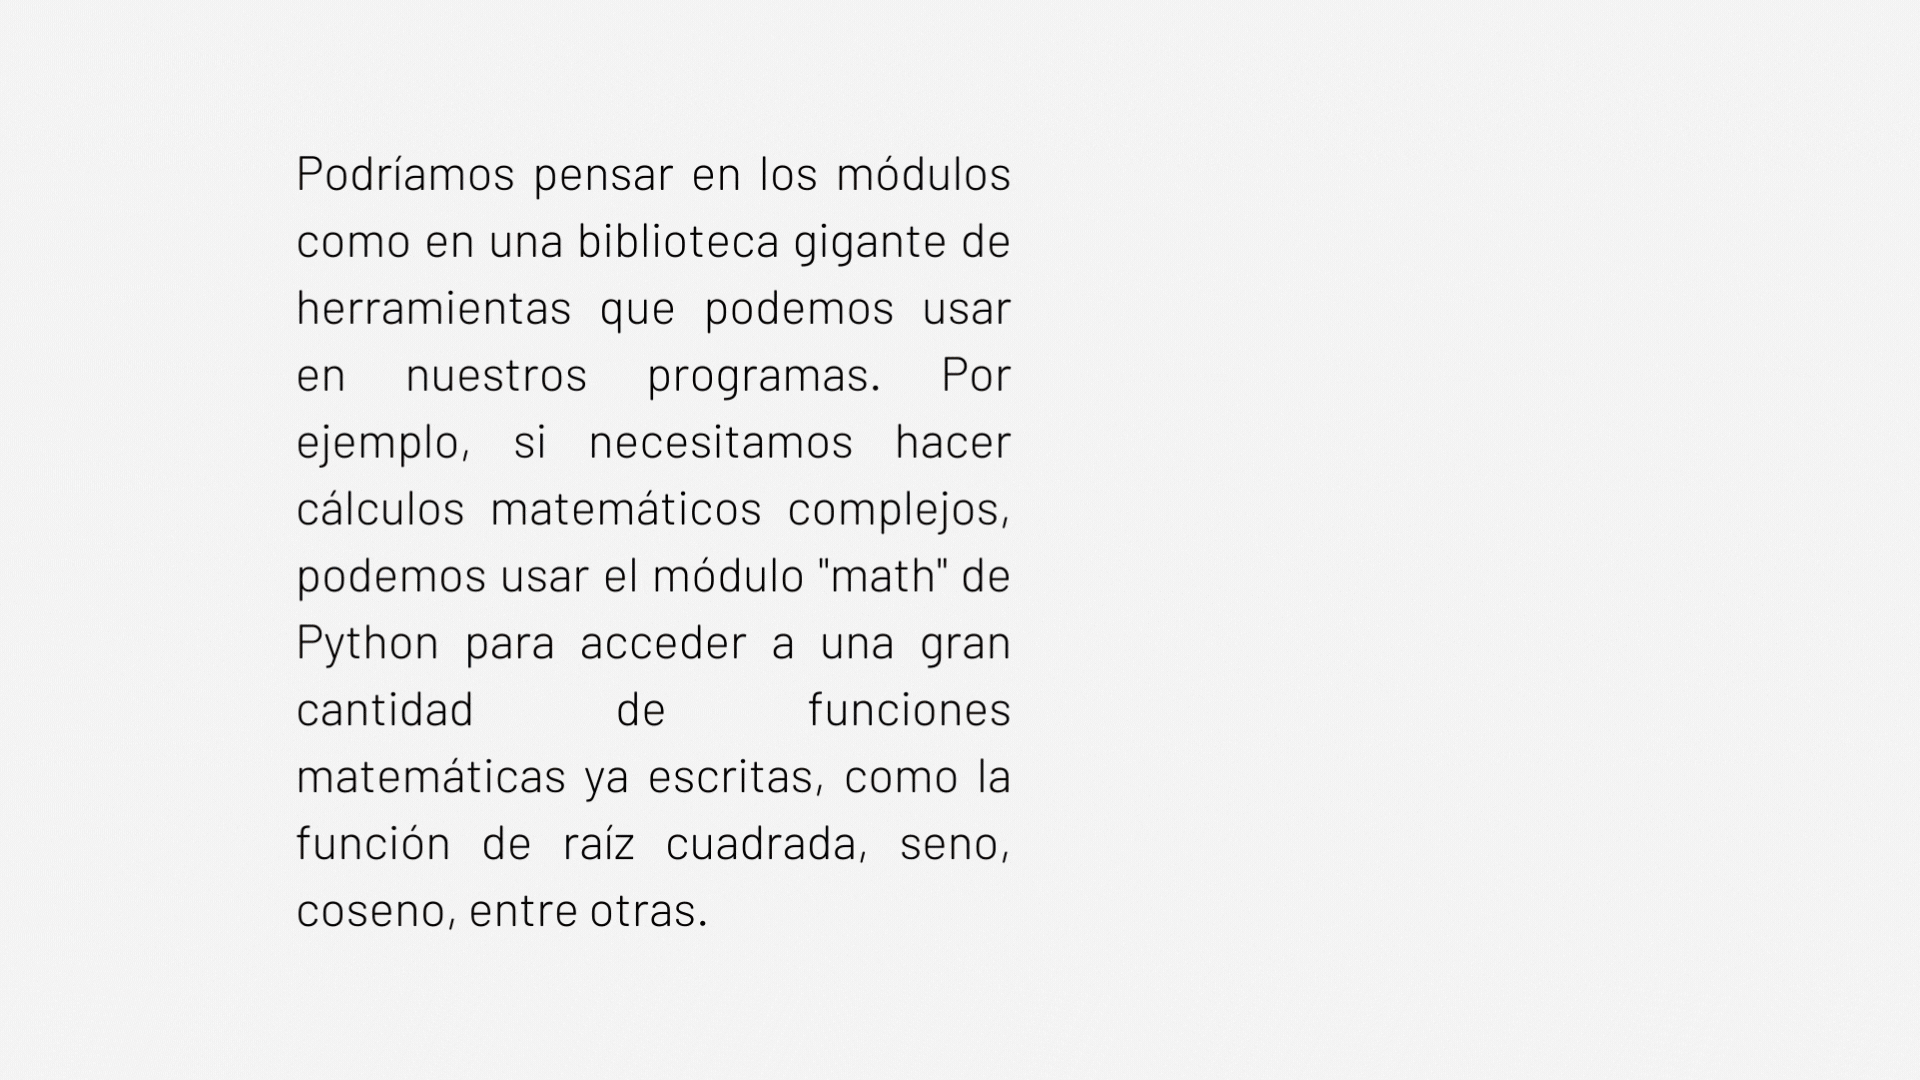 Podríamos pensar en los módulos
como en una biblioteca gigante de
herramientas que podemos usar
en nuestros programas. Por
ejemplo, si necesitamos hacer
cálculos matemáticos complejos,
podemos usar el módulo "math" de
Python para acceder a una gran
cantidad de funciones
matemáticas ya escritas, como la
función de raíz cuadrada, seno,
coseno, entre otras.